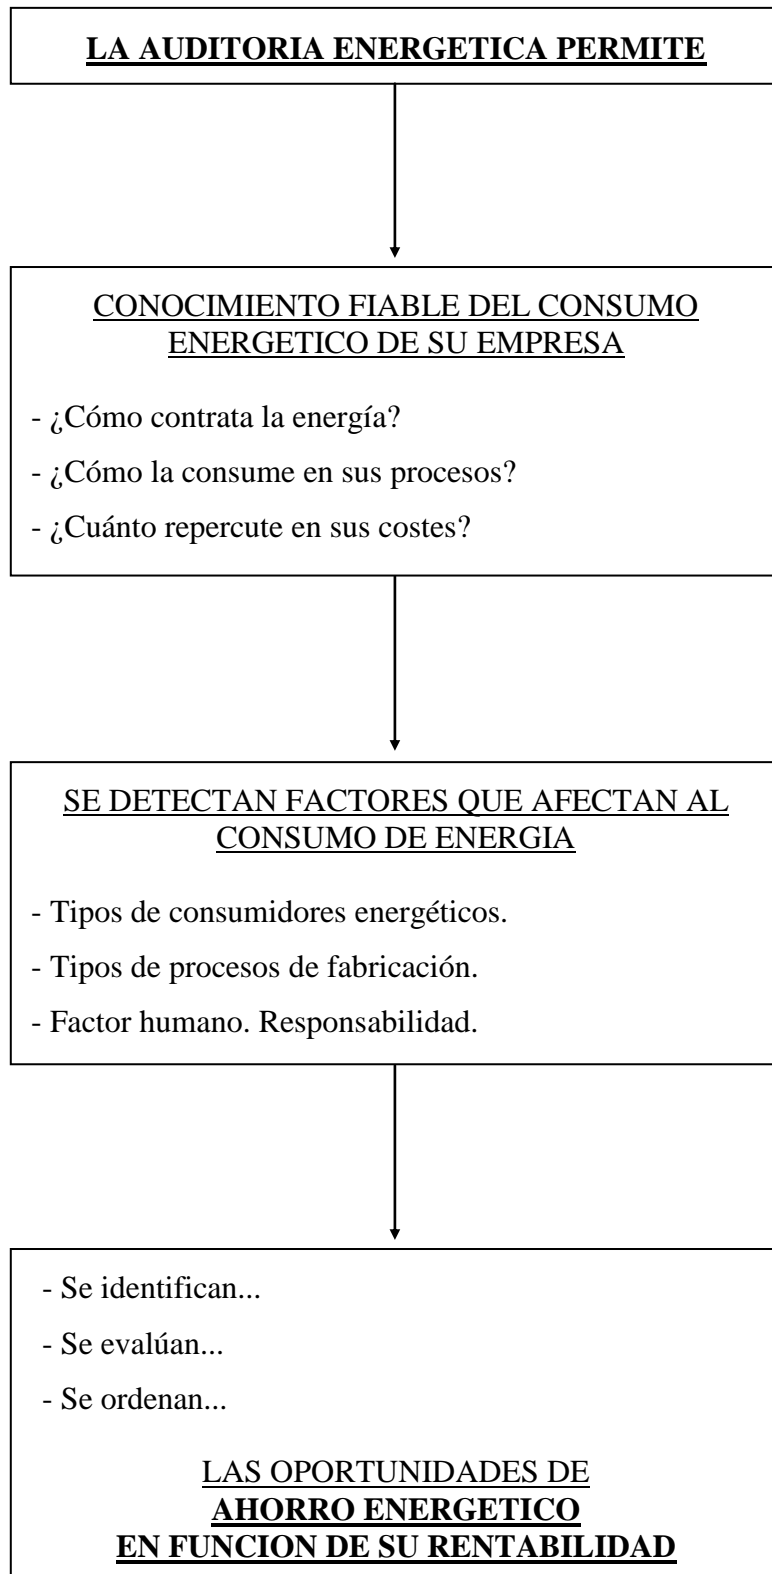 LA AUDITORIA ENERGETICA PERMITE
CONOCIMIENTO FIABLE DEL CONSUMO
ENERGETICO DE SU EMPRESA
- ¿Cómo contrata la energía?
- ¿Cómo la consume en sus procesos?
- ¿Cuánto repercute en sus costes?
SE DETECTAN FACTORES QUE AFECTAN AL
CONSUMO DE ENERGIA
- Tipos de consumidores energéticos.
- Tipos de procesos de fabricación.
- Factor humano. Responsabilidad.
- Se identifican...
- Se evalúan...
- Se ordenan...
LAS OPORTUNIDADES DE
AHORRO ENERGETICO
EN FUNCION DE SU RENTABILIDAD